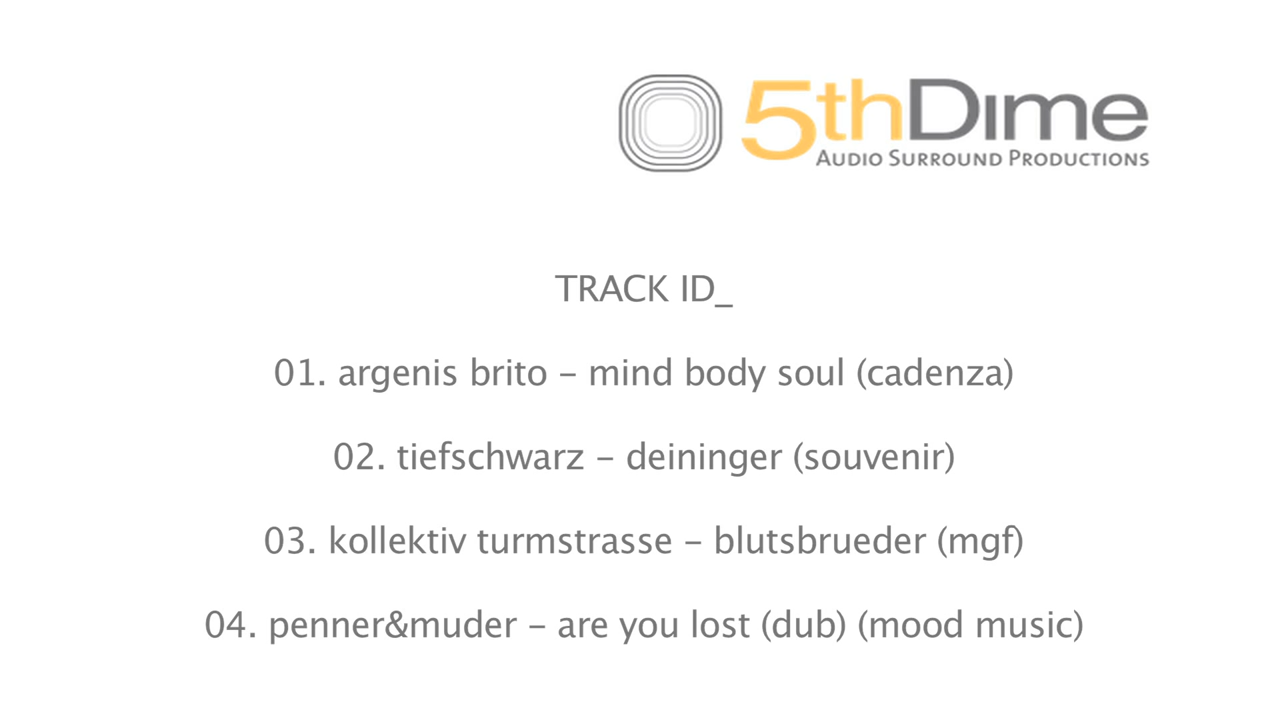 5thDime
Audio Surround Productions
TRACK ID_
01. argenis brito – mind body soul (cadenza)
02. tiefschwarz – deininger (souvenir)
03. kollektiv turmstrasse – blutsbrueder (mgf)
04. penner&muder – are you lost (dub) (mood music)